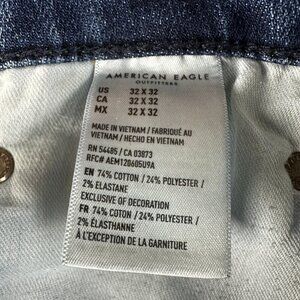 AMERICAN EAGLE
OUTFITTERS
US 32 X 32
CA 32 X 32
MX 32 X 32
MADE IN VIETNAM / FABRIQUÉ AU
VIETNAM / HECHO EN VIETNAM
RN 54485 / CA 03873
RFC# AEM120605U9A
EN 74% COTTON / 24% POLYESTER /
2% ELASTANE
EXCLUSIVE OF DECORATION
FR 74% COTON / 24% POLYESTER /
2% ÉLASTHANNE
À L'EXCEPTION DE LA GARNITURE